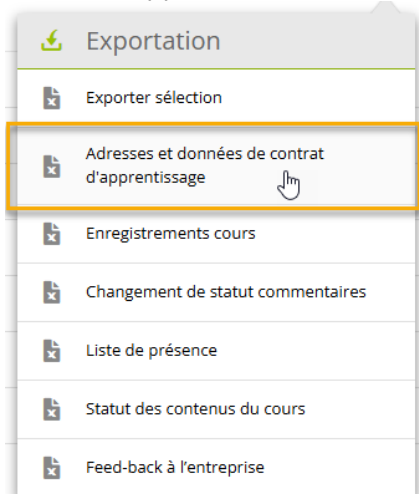 Exportation
Exporter sélection
Adresses et données de contrat
d'apprentissage
Enregistrements cours
Changement de statut commentaires
Liste de présence
Statut des contenus du cours
Feed-back à l’entreprise